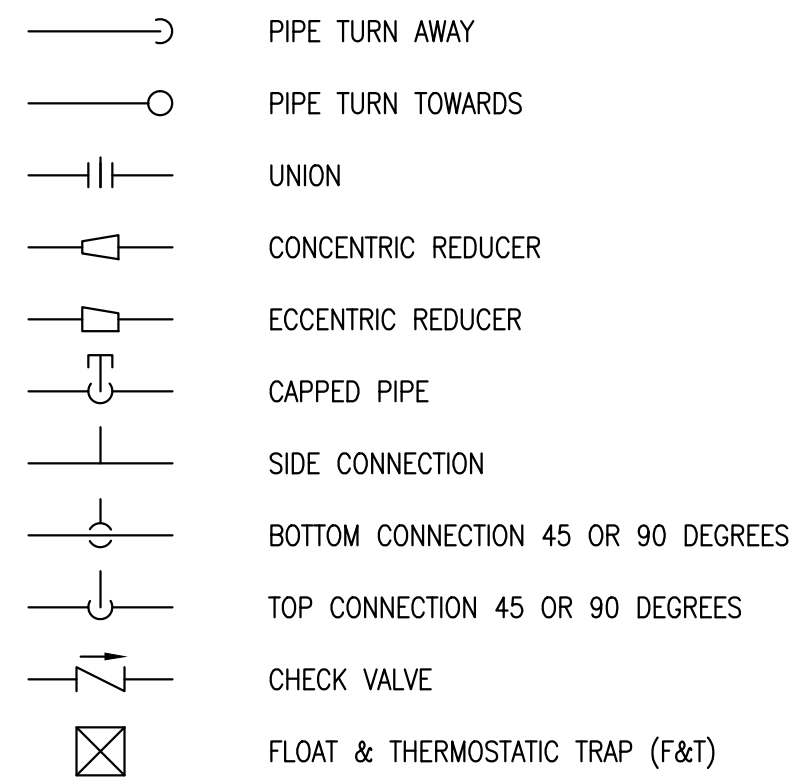 PIPE TURN AWAY
PIPE TURN TOWARDS
UNION
CONCENTRIC REDUCER
ECCENTRIC REDUCER
CAPPED PIPE
SIDE CONNECTION
BOTTOM CONNECTION 45 OR 90 DEGREES
TOP CONNECTION 45 OR 90 DEGREES
CHECK VALVE
FLOAT & THERMOSTATIC TRAP (F&T)